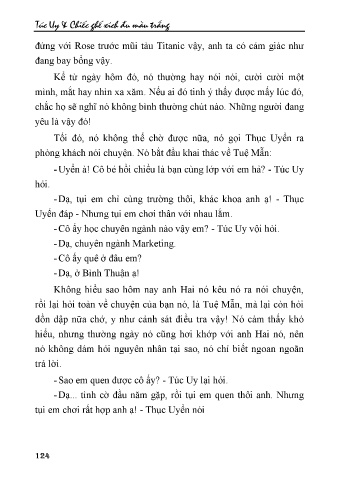 Túc Uy & Chiếc ghế xích đu màu trắng
đứng với Rose trước mũi tàu Titanic vậy, anh ta có cảm giác như
đang bay bổng vậy.
Kể từ ngày hôm đó, nó thường hay nói nói, cười cười một
mình, mắt hay nhìn xa xăm. Nếu ai đó tình ý thấy được mấy lúc đó,
chắc họ sẽ nghĩ nó không bình thường chút nào. Những người đang
yêu là vậy đó!
Tối đó, nó không thể chờ được nữa, nó gọi Thục Uyển ra
phòng khách nói chuyện. Nó bắt đầu khai thác về Tuệ Mẫn:
- Uyển à! Cô bé hồi chiều là bạn cùng lớp với em hả? - Túc Uy
hỏi.
- Dạ, tụi em chỉ cùng trường thôi, khác khoa anh ạ! - Thục
Uyển đáp - Nhưng tụi em chơi thân với nhau lắm.
- Cô ấy học chuyên ngành nào vậy em? - Túc Uy vội hỏi.
- Dạ, chuyên ngành Marketing.
- Cô ấy quê ở đâu em?
- Dạ, ở Bình Thuận ạ!
Không hiểu sao hôm nay anh Hai nó kêu nó ra nói chuyện,
rồi lại hỏi toàn về chuyện của bạn nó, là Tuệ Mẫn, mà lại còn hỏi
dồn dập nữa chớ, y như cảnh sát điều tra vậy! Nó cảm thấy khó
hiểu, nhưng thường ngày nó cũng hơi khớp với anh Hai nó, nên
nó không dám hỏi nguyên nhân tại sao, nó chỉ biết ngoan ngoãn
trả lời.
- Sao em quen được cô ấy? - Túc Uy lại hỏi.
- Dạ... tình cờ đầu năm gặp, rồi tụi em quen thôi anh. Nhưng
tụi em chơi rất hợp anh ạ! - Thục Uyển nói
124